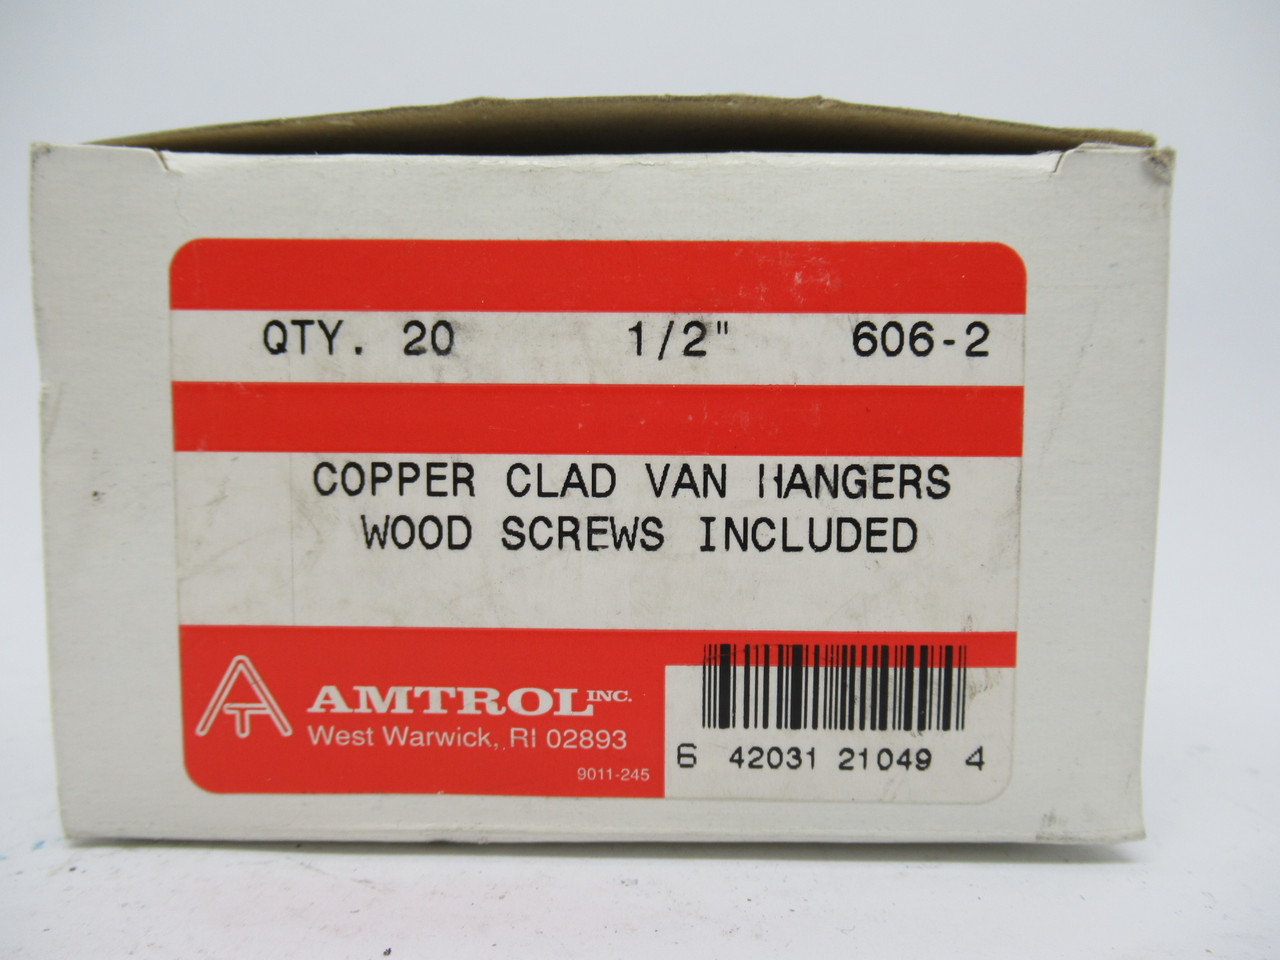 QTY. 20 1/2" 606-2
COPPER CLAD VAN HANGERS
WOOD SCREWS INCLUDED
AT AMTROL INC.
West Warwick, RI 02893
9011-245
6 42031 21049 4